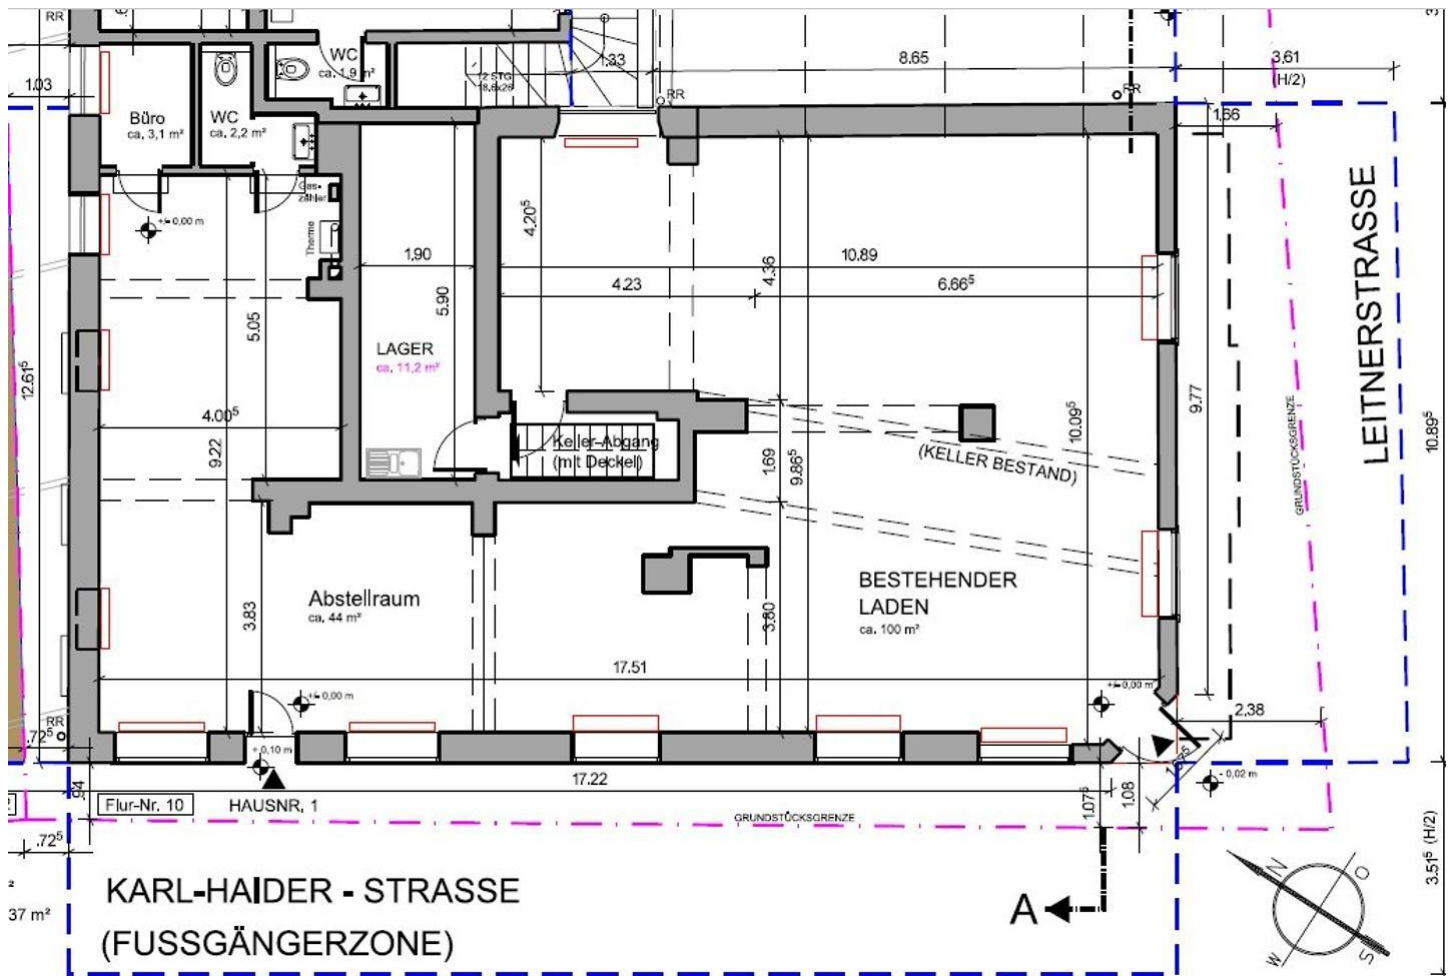 RR
WC
ca. 1,9 m²
1.33
8.65
3,61
(H/2)
1.03
12 STG
RR
RR
1,66
Büro
ca. 3,1 m²
WC
ca. 2,2 m²
Gas-
zähler
Therme
+/- 0,00 m
4.20⁵
1,90
10.89
4.36
4.23
6.66⁵
5.90
5.05
LAGER
ca. 11,2 m²
12.61⁵
4.00⁵
9.22
9.77
10.09⁵
10.89⁵
LEITNERSTRASSE
GRUNDSTÜCKSGRENZE
Keller-Abgang
(mit Deckel)
1.69
9.86⁵
(KELLER BESTAND)
Abstellraum
ca. 44 m²
BESTEHENDER
LADEN
ca. 100 m²
3.83
3.80
17.51
+/- 0,00 m
+/- 0,00 m
2,38
RR
.72⁵
+ 0,10 m
17.22
- 0,02 m
.94
1.07⁵
1.08
Flur-Nr. 10
HAUSNR. 1
GRUNDSTÜCKSGRENZE
.72⁵
3.51⁵ (H/2)
KARL-HAIDER - STRASSE
(FUSSGÄNGERZONE)
A
N
O
S
W
37 m²